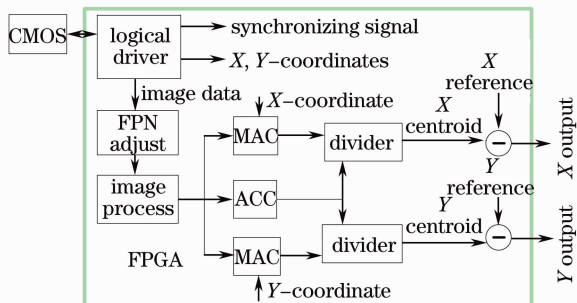 CMOS
logical
driver
synchronizing signal
X, Y-coordinates
image data
FPN
adjust
image
process
FPGA
X-coordinate
MAC
ACC
MAC
Y-coordinate
divider
divider
X
centroid
X
reference
−
X output
Y
centroid
Y
reference
−
Y output